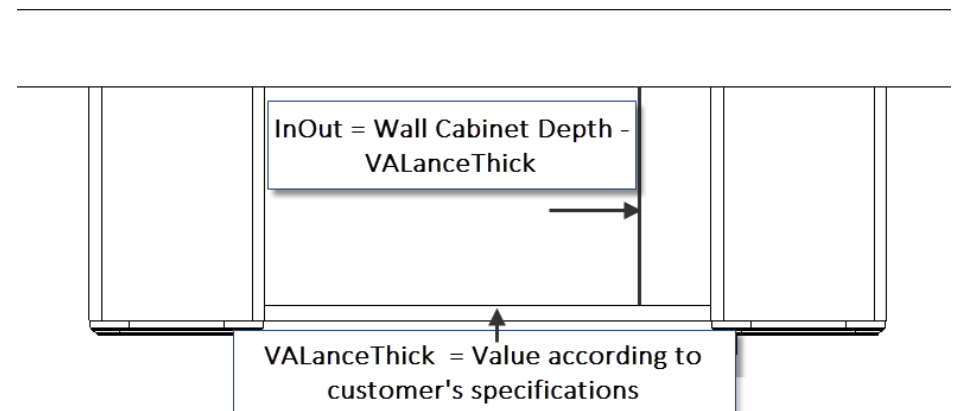 InOut = Wall Cabinet Depth -
VALanceThick
VALanceThick = Value according to
customer's specifications